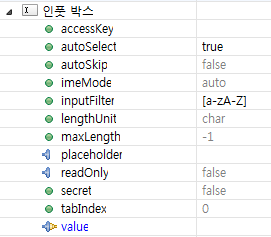 인풋 박스
accessKey
autoSelect true
autoSkip false
imeMode auto
inputFilter [a-zA-Z]
lengthUnit char
maxLength -1
placeholder
readOnly false
secret false
tabIndex 0
value